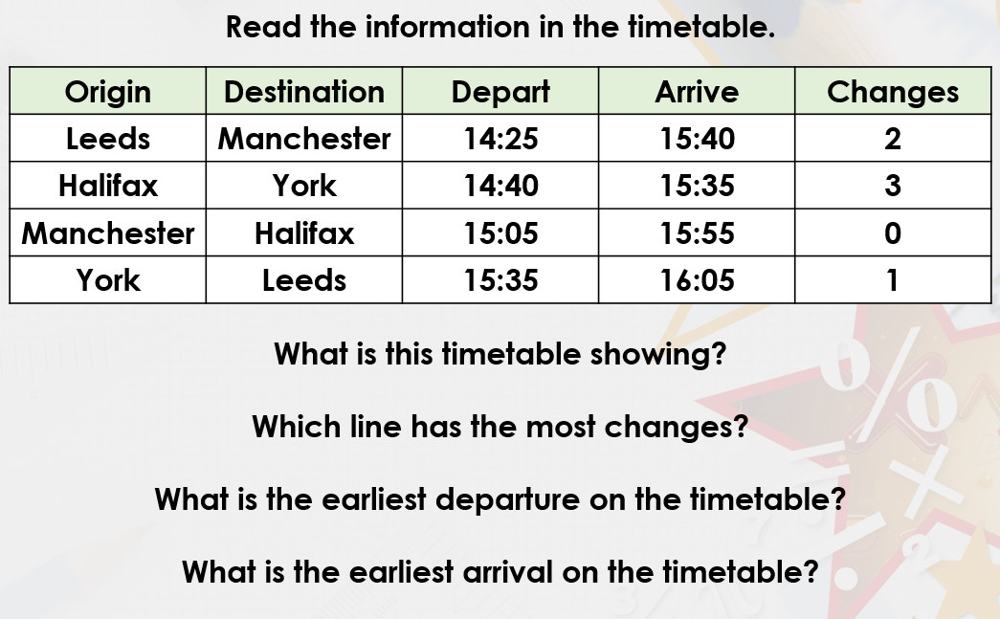 Read the information in the timetable.
Origin Destination Depart Arrive Changes
Leeds Manchester 14:25 15:40 2
Halifax York 14:40 15:35 3
Manchester Halifax 15:05 15:55 0
York Leeds 15:35 16:05 1
What is this timetable showing?
Which line has the most changes?
What is the earliest departure on the timetable?
What is the earliest arrival on the timetable?